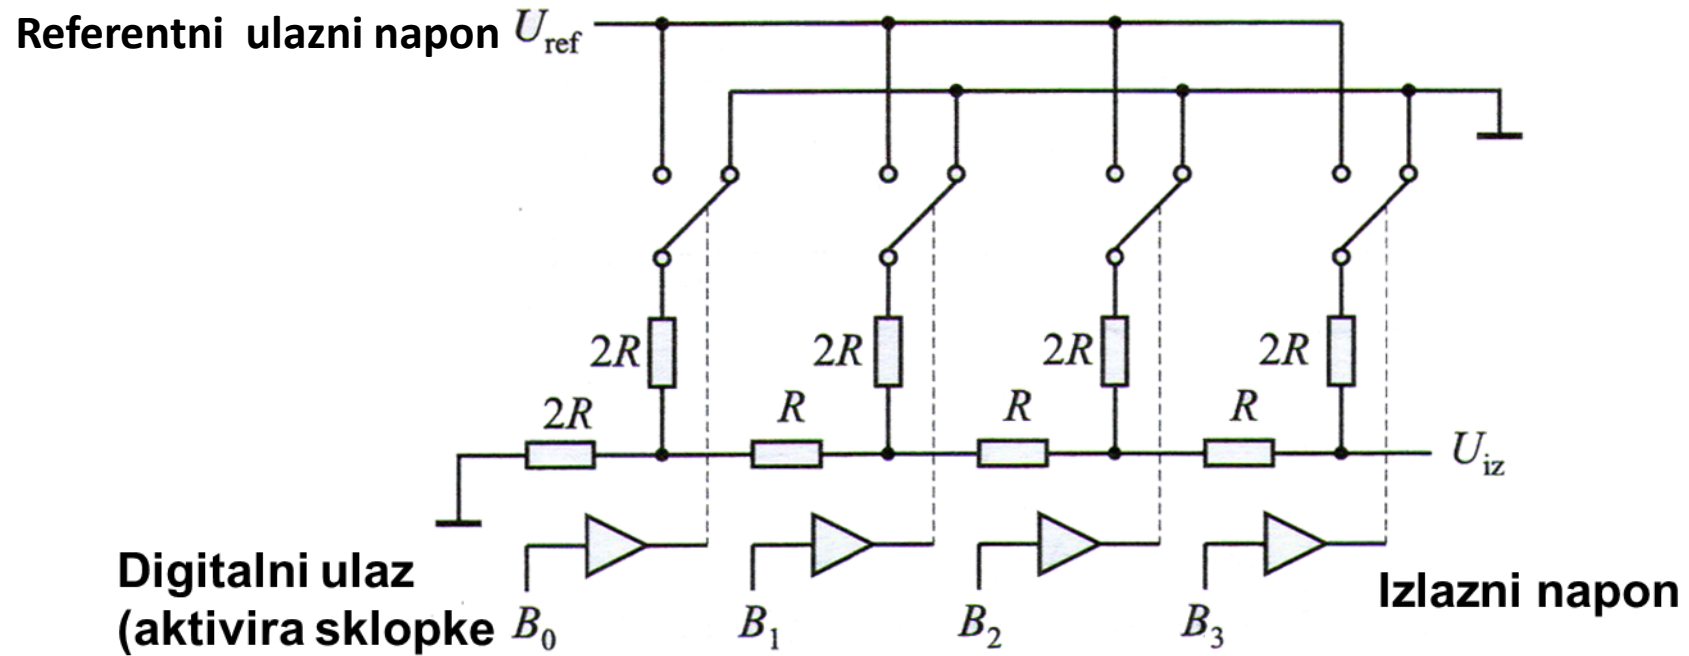 Referentni ulazni napon U_ref
2R 2R 2R 2R
2R R R R
U_iz
Digitalni ulaz
(aktivira sklopke
B_0 B_1 B_2 B_3
Izlazni napon